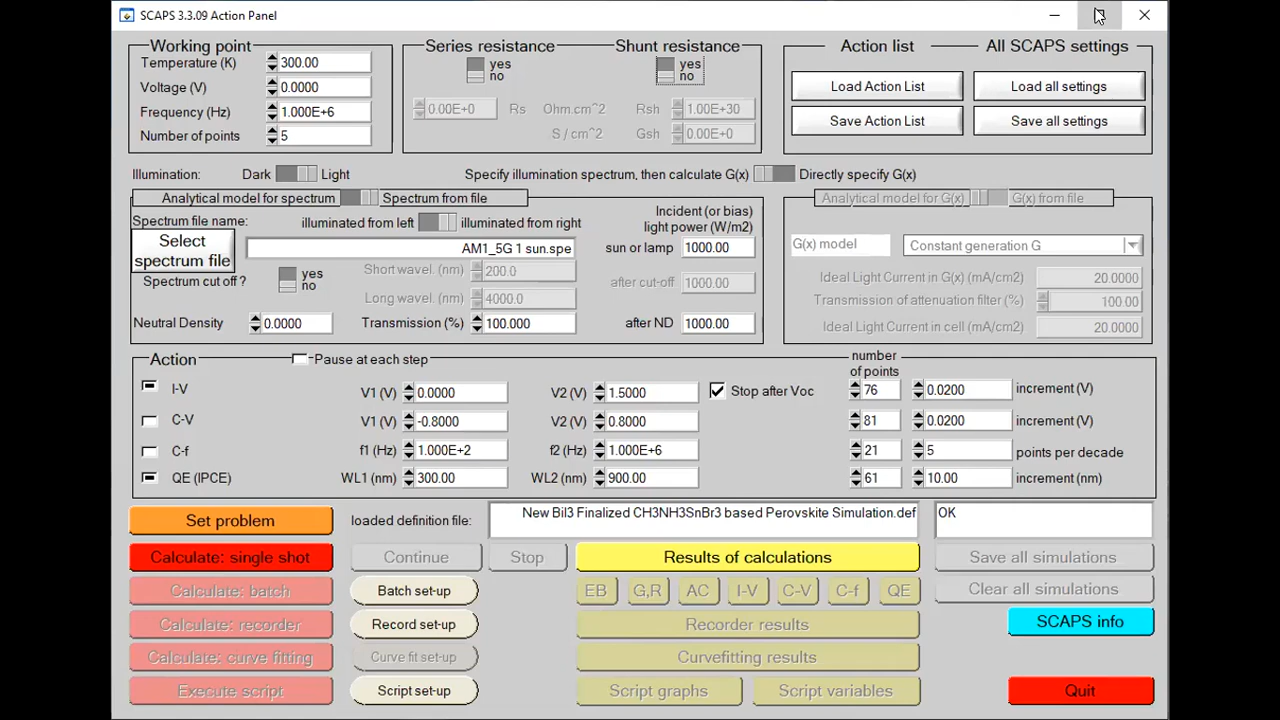 SCAPS 3.3.09 Action Panel
Working point
Temperature (K) 300.00
Voltage (V) 0.0000
Frequency (Hz) 1.000E+6
Number of points 5
Series resistance
yes
no
Shunt resistance
yes
no
0.00E+0 Rs Ohm.cm^2 Rsh 1.00E+30
S / cm^2 Gsh 0.00E+0
Action list
Load Action List
Save Action List
All SCAPS settings
Load all settings
Save all settings
Illumination: Dark Light
Specify illumination spectrum, then calculate G(x) Directly specify G(x)
Analytical model for spectrum Spectrum from file
Spectrum file name: illuminated from left illuminated from right
Select
spectrum file
AM1_5G 1 sun.spe
Spectrum cut off ? yes
no
Short wavel. (nm) 200.0
Long wavel. (nm) 4000.0
Neutral Density 0.0000 Transmission (%) 100.000
Incident (or bias)
light power (W/m2)
sun or lamp 1000.00
after cut-off 1000.00
after ND 1000.00
Analytical model for G(x) G(x) from file
G(x) model Constant generation G
Ideal Light Current in G(x) (mA/cm2) 20.0000
Transmission of attenuation filter (%) 100.00
Ideal Light Current in cell (mA/cm2) 20.0000
Action Pause at each step
number
of points
I-V V1 (V) 0.0000 V2 (V) 1.5000 Stop after Voc 76 0.0200 increment (V)
C-V V1 (V) -0.8000 V2 (V) 0.8000 81 0.0200 increment (V)
C-f f1 (Hz) 1.000E+2 f2 (Hz) 1.000E+6 21 5 points per decade
QE (IPCE) WL1 (nm) 300.00 WL2 (nm) 900.00 61 10.00 increment (nm)
Set problem loaded definition file: New BiI3 Finalized CH3NH3SnBr3 based Perovskite Simulation.def OK
Calculate: single shot Continue Stop Results of calculations Save all simulations
Calculate: batch Batch set-up EB G,R AC I-V C-V C-f QE Clear all simulations
Calculate: recorder Record set-up Recorder results SCAPS info
Calculate: curve fitting Curve fit set-up Curvefitting results
Execute script Script set-up Script graphs Script variables Quit